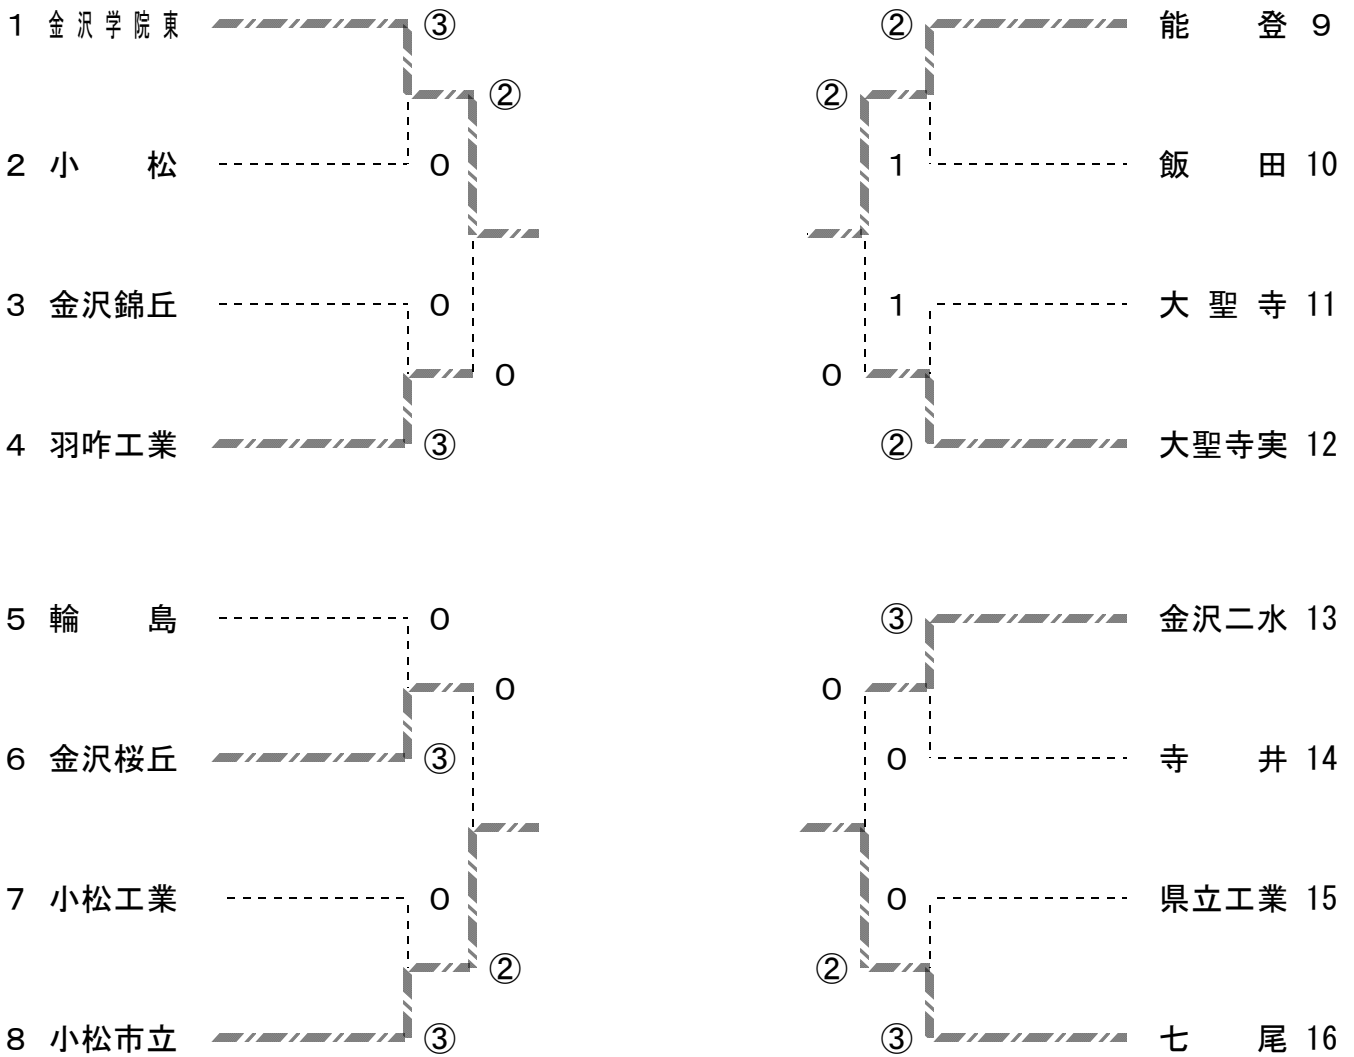 1 金沢学院東 ③ ② 能登 9
② ②
2 小松 0 1 飯田 10
3 金沢錦丘 0 1 大聖寺 11
0 0
4 羽咋工業 ③ ② 大聖寺実 12
5 輪島 0 ③ 金沢二水 13
0 0
6 金沢桜丘 ③ 0 寺井 14
7 小松工業 0 0 県立工業 15
② ②
8 小松市立 ③ ③ 七尾 16